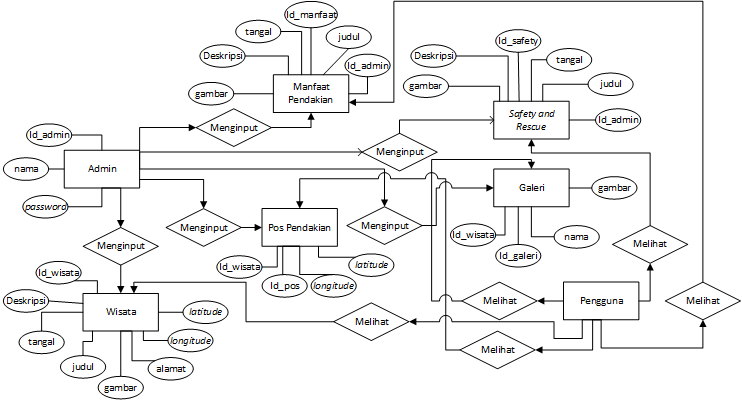 Id_manfaat
tangal
judul
Deskripsi
Id_admin
gambar
Manfaat
Pendakian
Menginput
Id_safety
Deskripsi
tangal
gambar
judul
Safety and
Rescue
Id_admin
Id_admin
nama
Admin
password
Menginput
Menginput
Pos Pendakian
Menginput
Galeri
gambar
Id_wisata
nama
Id_galeri
Melihat
Menginput
Id_wisata
Id_pos
longitude
latitude
Id_wisata
Deskripsi
Wisata
latitude
tangal
longitude
judul
alamat
gambar
Melihat
Melihat
Melihat
Pengguna
Melihat